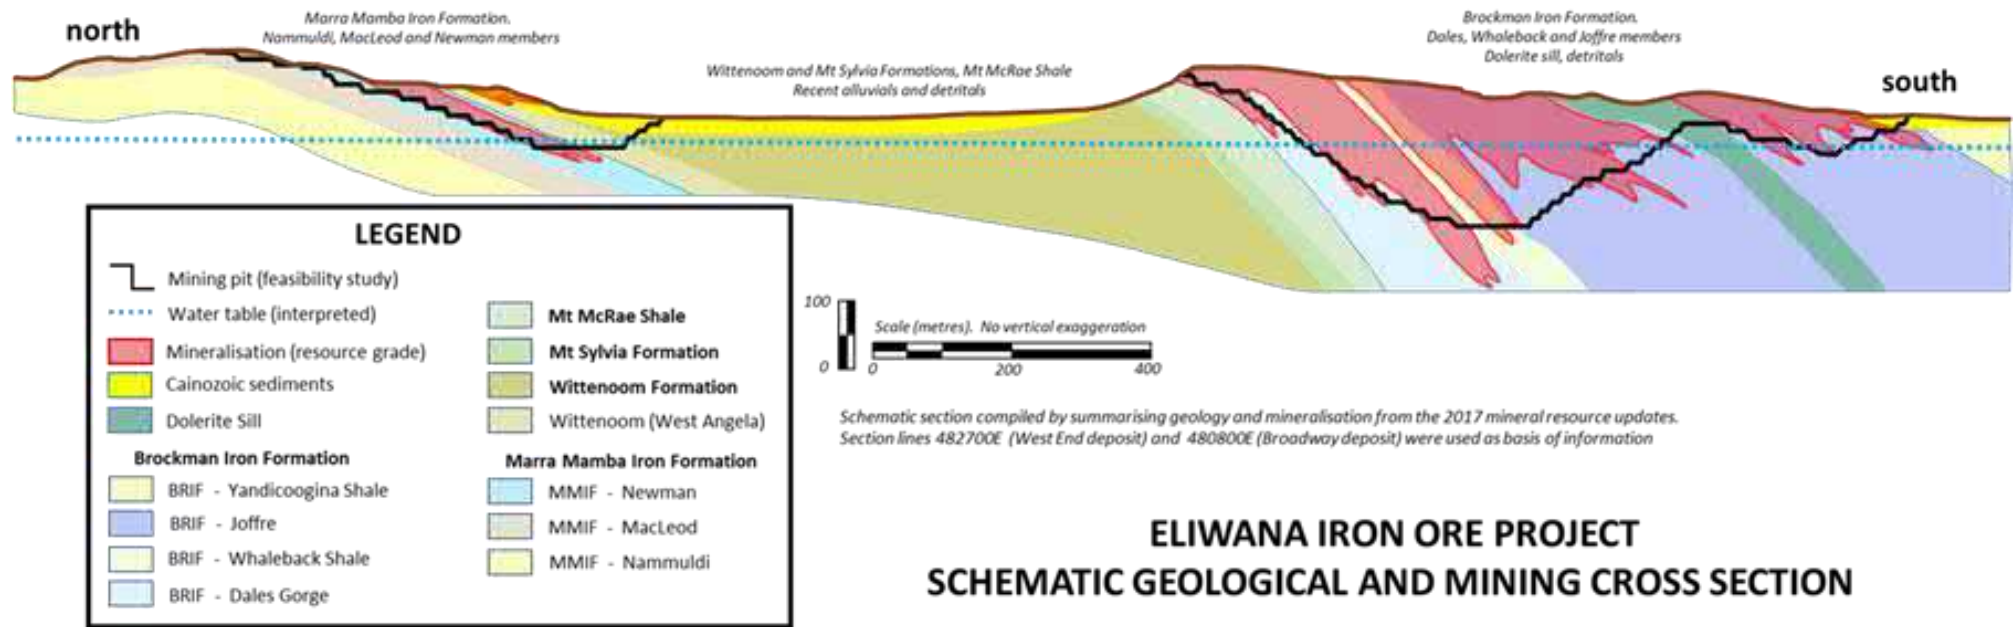 north
Marra Mamba Iron Formation.
Nammuldi, MacLeod and Newman members
Wittenoom and Mt Sylvia Formations, Mt McRae Shale
Recent alluvials and detritals
Brockman Iron Formation.
Dales, Whaleback and Joffre members
Dolerite sill, detritals
south
LEGEND
Mining pit (feasibility study)
Water table (interpreted)
Mineralisation (resource grade)
Cainozoic sediments
Dolerite Sill
Brockman Iron Formation
BRIF - Yandicoogina Shale
BRIF - Joffre
BRIF - Whaleback Shale
BRIF - Dales Gorge
Mt McRae Shale
Mt Sylvia Formation
Wittenoom Formation
Wittenoom (West Angela)
Marra Mamba Iron Formation
MMIF - Newman
MMIF - MacLeod
MMIF - Nammuldi
100
0
Scale (metres). No vertical exaggeration
0 200 400
Schematic section compiled by summarising geology and mineralisation from the 2017 mineral resource updates.
Section lines 482700E (West End deposit) and 480800E (Broadway deposit) were used as basis of information
ELIWANA IRON ORE PROJECT
SCHEMATIC GEOLOGICAL AND MINING CROSS SECTION